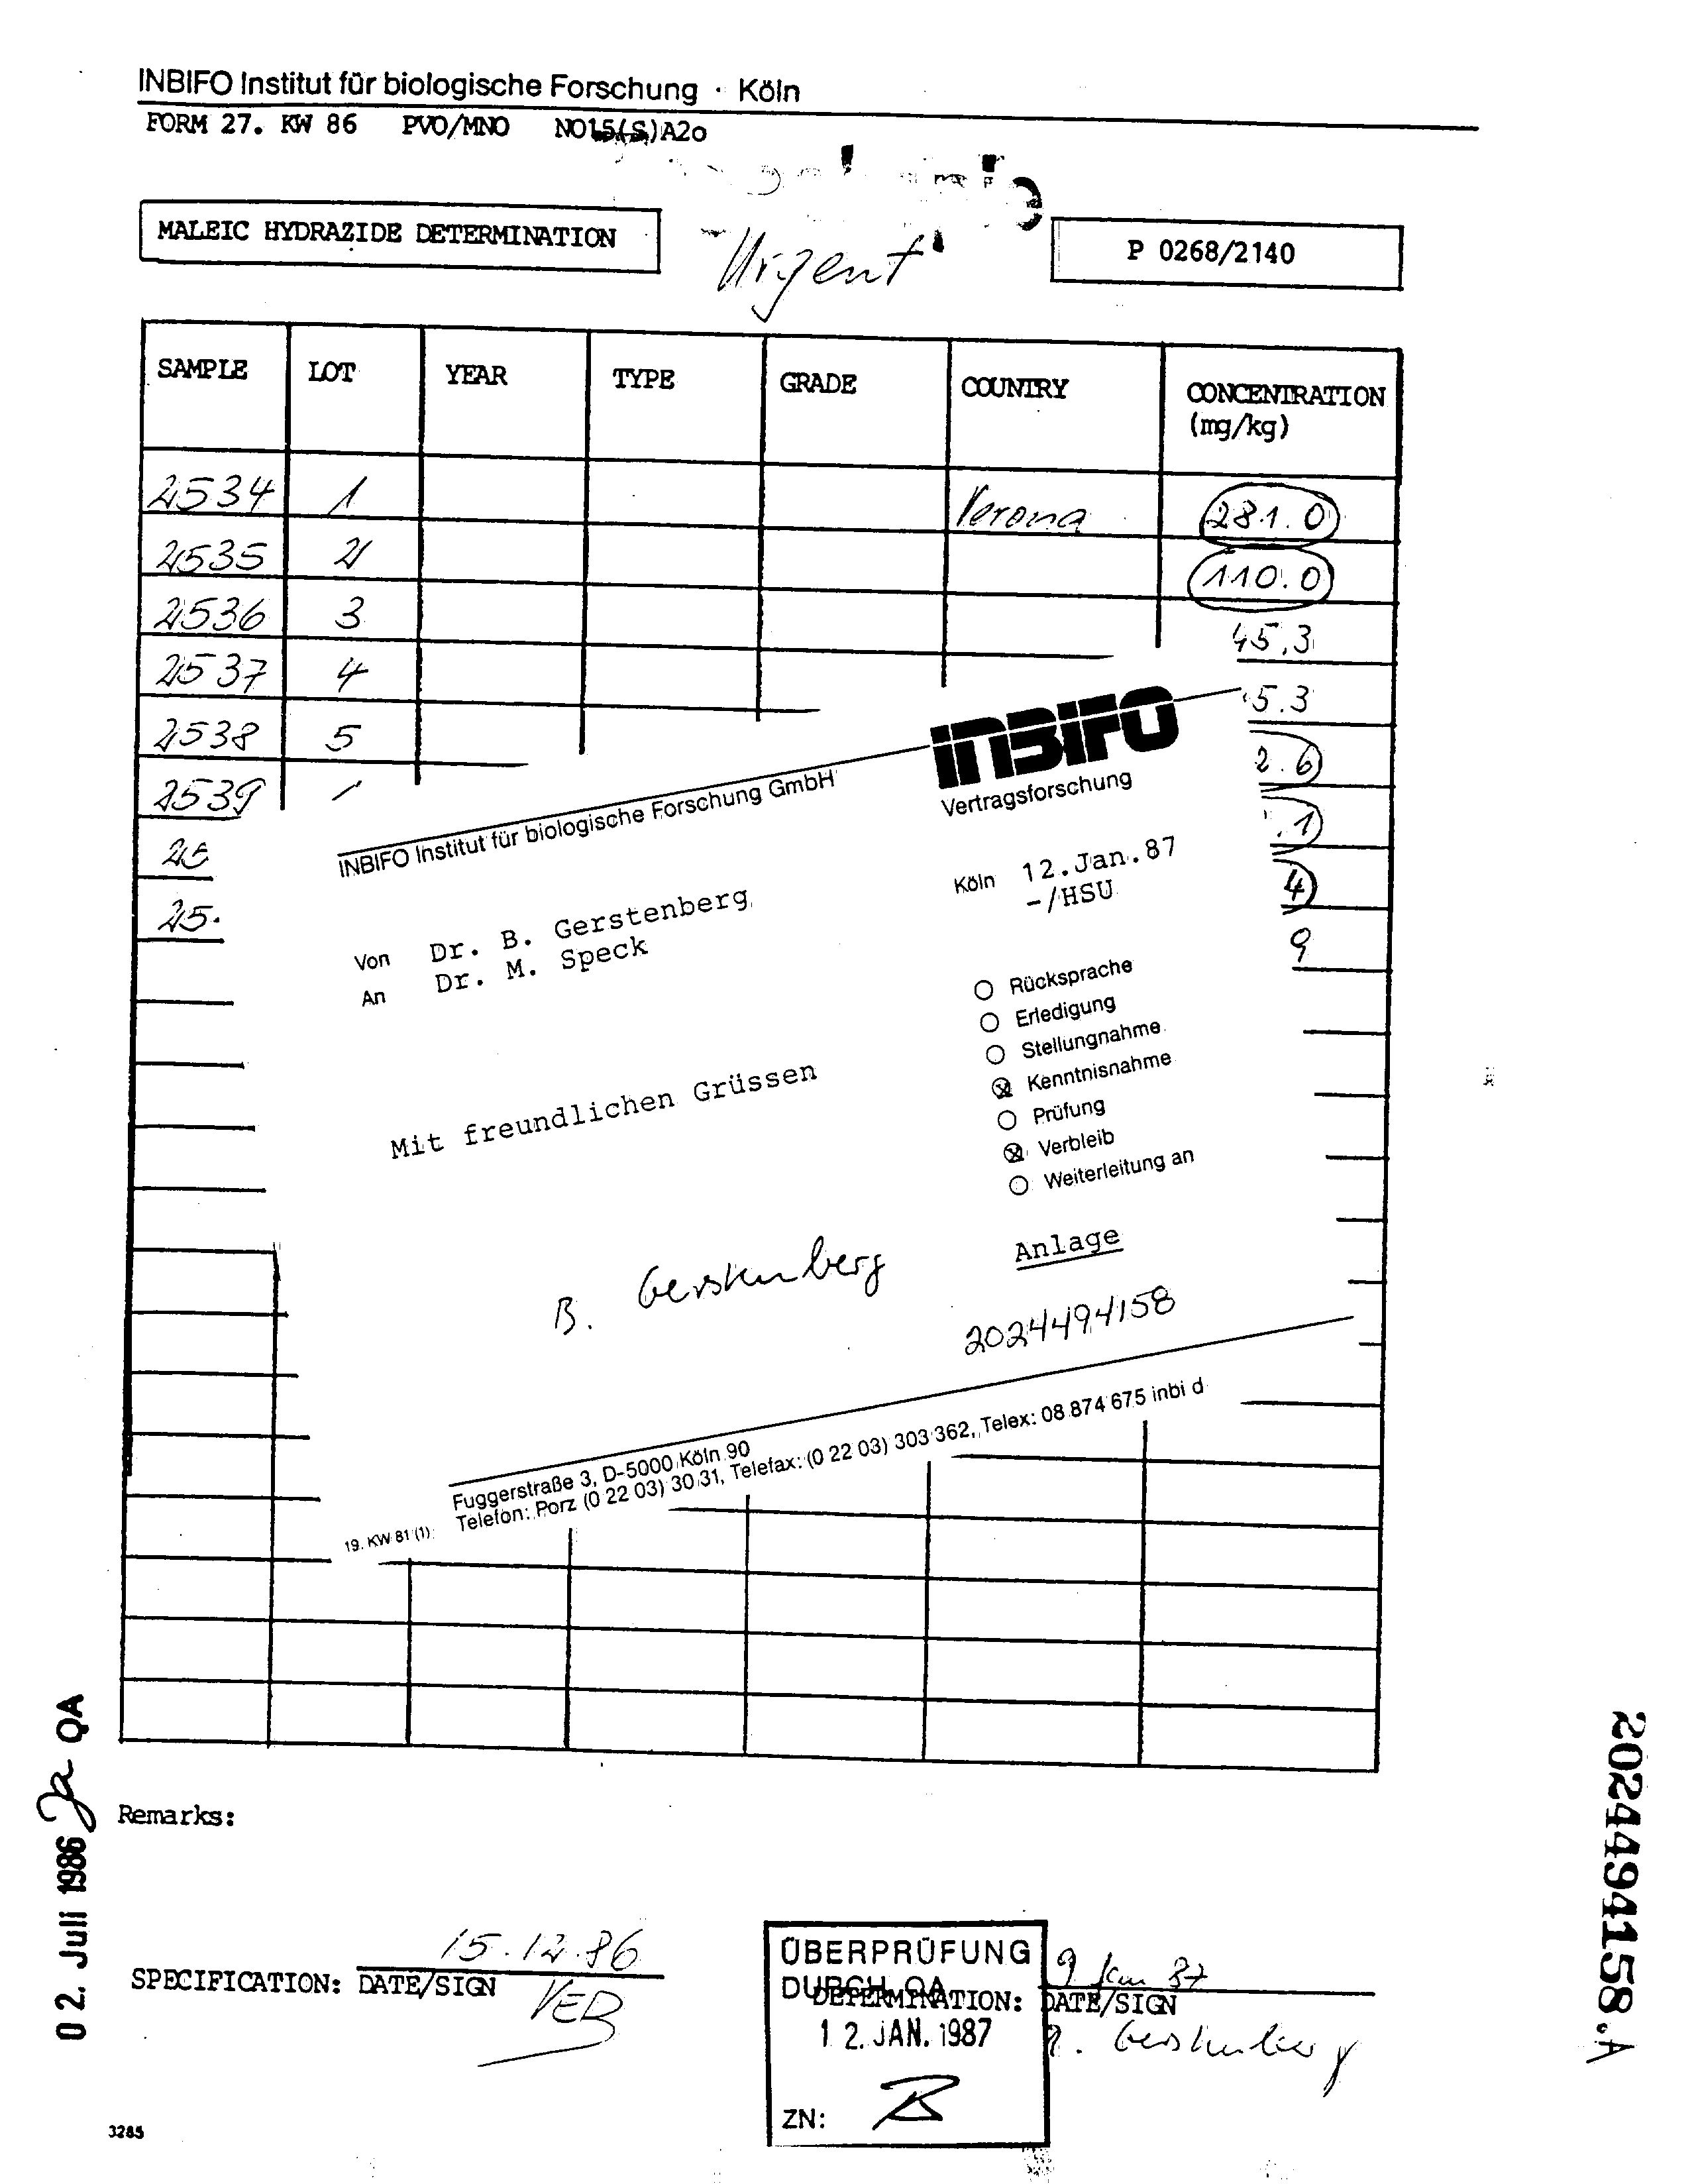 INBIFO Institut für biologische Forschung · Köln
FORM 27. KW 86 PVO/MNO NO15(S)A2o
MALEIC HYDRAZIDE DETERMINATION
Urgent
P 0268/2140
SAMPLE LOT YEAR TYPE GRADE COUNTRY CONCENTRATION (mg/kg)
2534 1 Verona 281.0
2535 2 110.0
2536 3 45,3
2537 4 5.3
2538 5 2.6
2539 / .1
25 4
25. 9
INBIFO
Vertragsforschung
INBIFO Institut für biologische Forschung GmbH
Köln 12.Jan.87
-/HSU
Von Dr. B. Gerstenberg
An Dr. M. Speck
Rücksprache
Erledigung
Stellungnahme
Kenntnisnahme
Prüfung
Verbleib
Weiterleitung an
Mit freundlichen Grüssen
Anlage
B. Gerstenberg
2024494158
Fuggerstraße 3, D-5000 Köln 90
Telefon: Porz (0 22 03) 30 31, Telefax: (0 22 03) 303 362, Telex: 08 874 675 inbi d
19. KW 81 (1)
Remarks:
02. Juli 1986 QA
2024494158.A
SPECIFICATION: DATE/SIGN 15.12.86
VEB
ÜBERPRÜFUNG
DURCH QA
12. JAN. 1987
ZN:
DETERMINATION: DATE/SIGN 9 Jan 87
B. Gerstenberg
3285